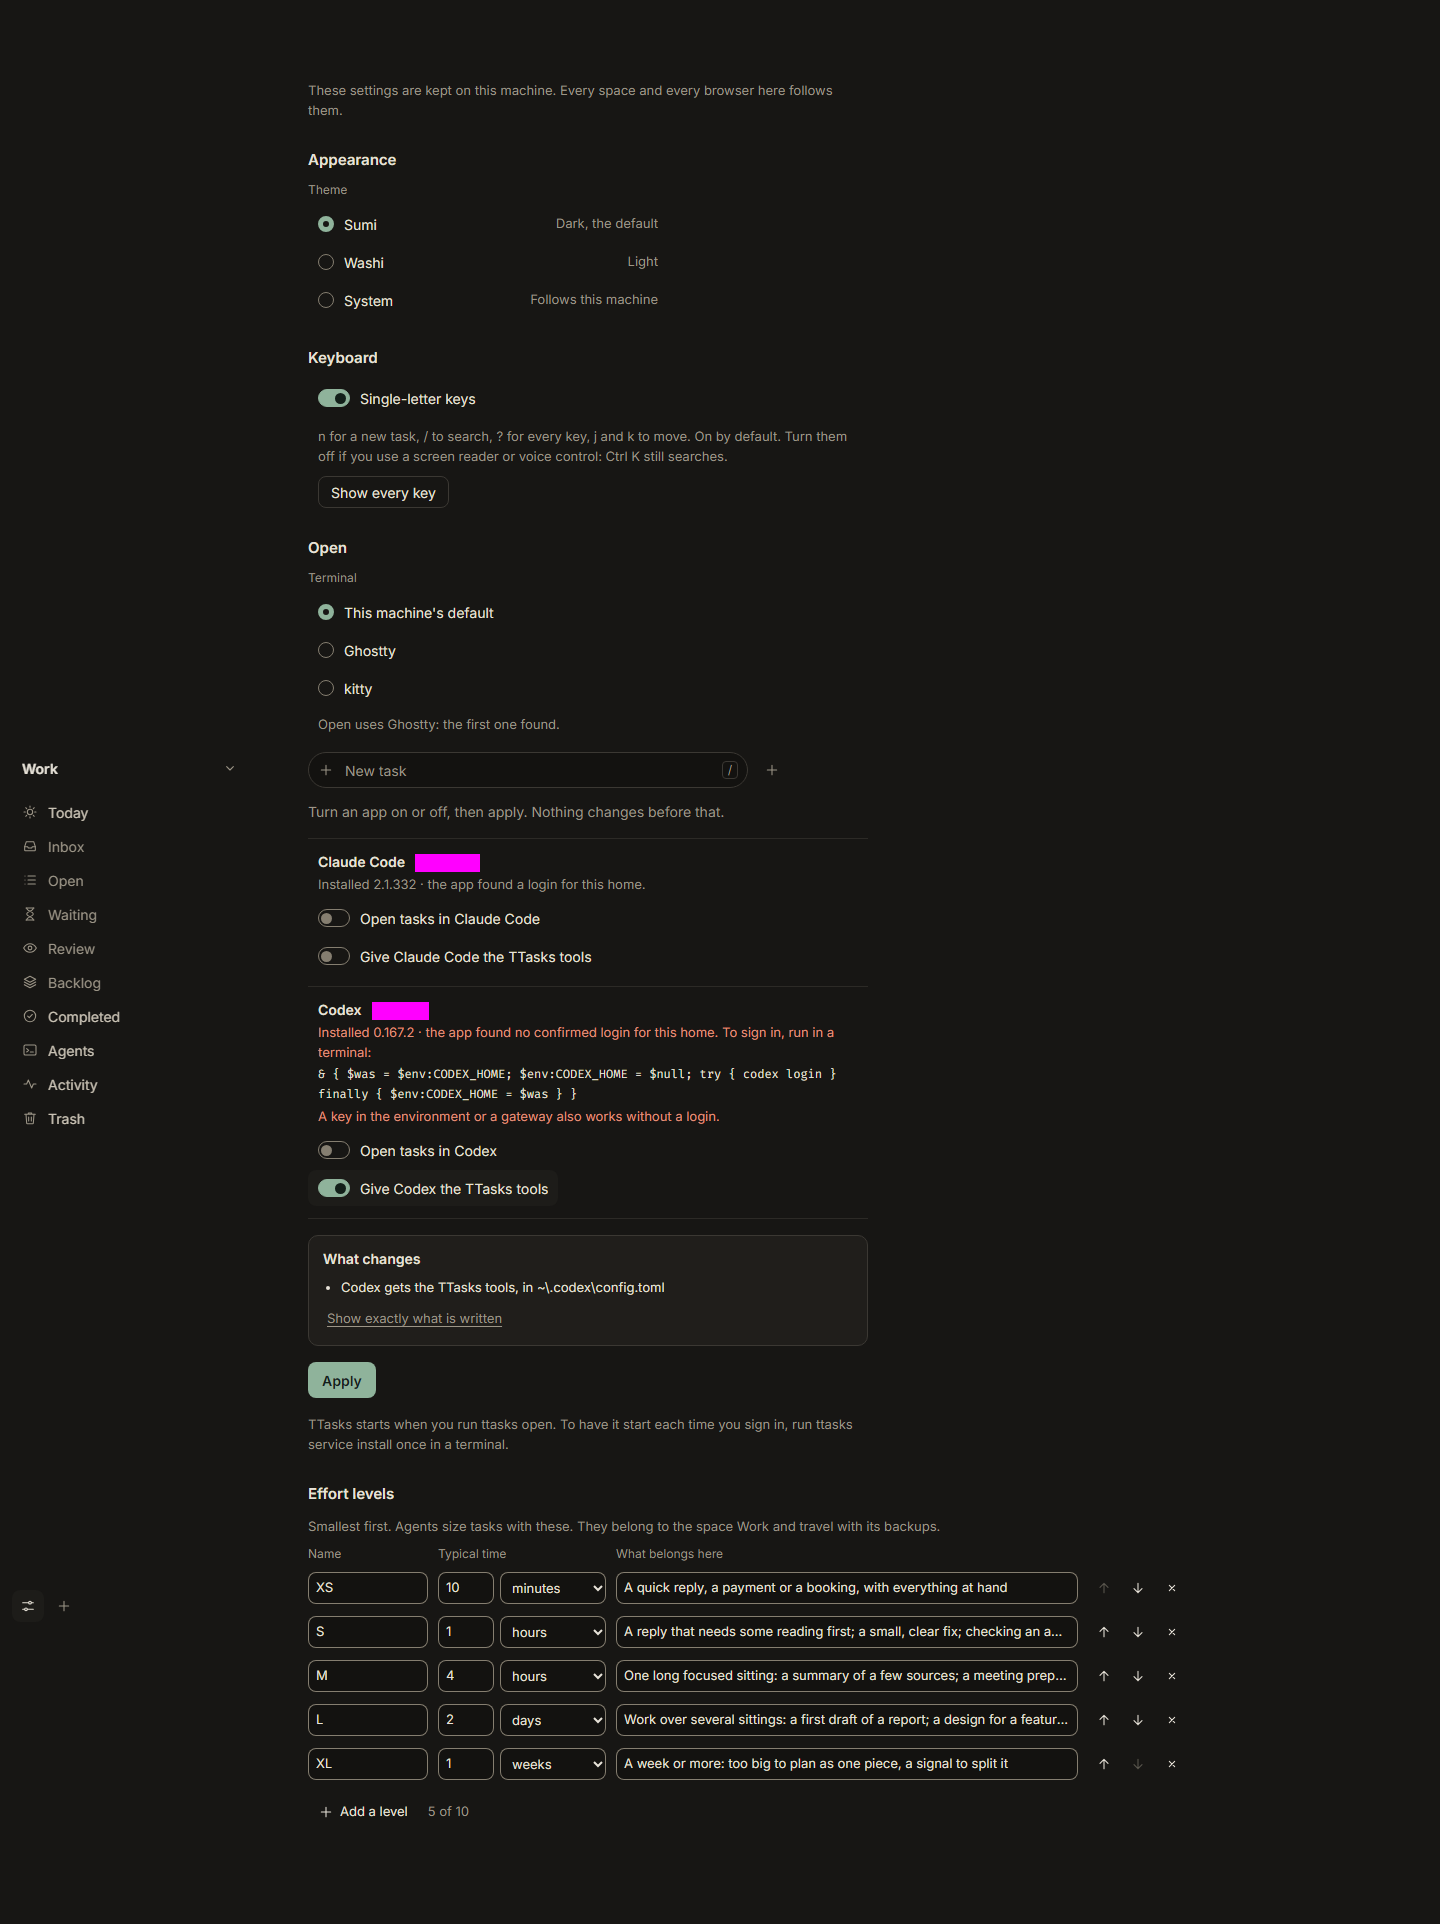 These settings are kept on this machine. Every space and every browser here follows
them.
Appearance
Theme
Sumi
Dark, the default
Washi
Light
System
Follows this machine
Keyboard
Single-letter keys
n for a new task, / to search, ? for every key, j and k to move. On by default. Turn them
off if you use a screen reader or voice control: Ctrl K still searches.
Show every key
Open
Terminal
This machine's default
Ghostty
kitty
Open uses Ghostty: the first one found.
Work
Today
Inbox
Open
Waiting
Review
Backlog
Completed
Agents
Activity
Trash
New task
/
Turn an app on or off, then apply. Nothing changes before that.
Claude Code
Installed 2.1.332 · the app found a login for this home.
Open tasks in Claude Code
Give Claude Code the TTasks tools
Codex
Installed 0.167.2 · the app found no confirmed login for this home. To sign in, run in a
terminal:
& { $was = $env:CODEX_HOME; $env:CODEX_HOME = $null; try { codex login }
finally { $env:CODEX_HOME = $was } }
A key in the environment or a gateway also works without a login.
Open tasks in Codex
Give Codex the TTasks tools
What changes
• Codex gets the TTasks tools, in ~\.codex\config.toml
Show exactly what is written
Apply
TTasks starts when you run ttasks open. To have it start each time you sign in, run ttasks
service install once in a terminal.
Effort levels
Smallest first. Agents size tasks with these. They belong to the space Work and travel with its backups.
Name Typical time What belongs here
XS 10 minutes A quick reply, a payment or a booking, with everything at hand
S 1 hours A reply that needs some reading first; a small, clear fix; checking an a...
M 4 hours One long focused sitting: a summary of a few sources; a meeting prep...
L 2 days Work over several sittings: a first draft of a report; a design for a featur...
XL 1 weeks A week or more: too big to plan as one piece, a signal to split it
Add a level 5 of 10